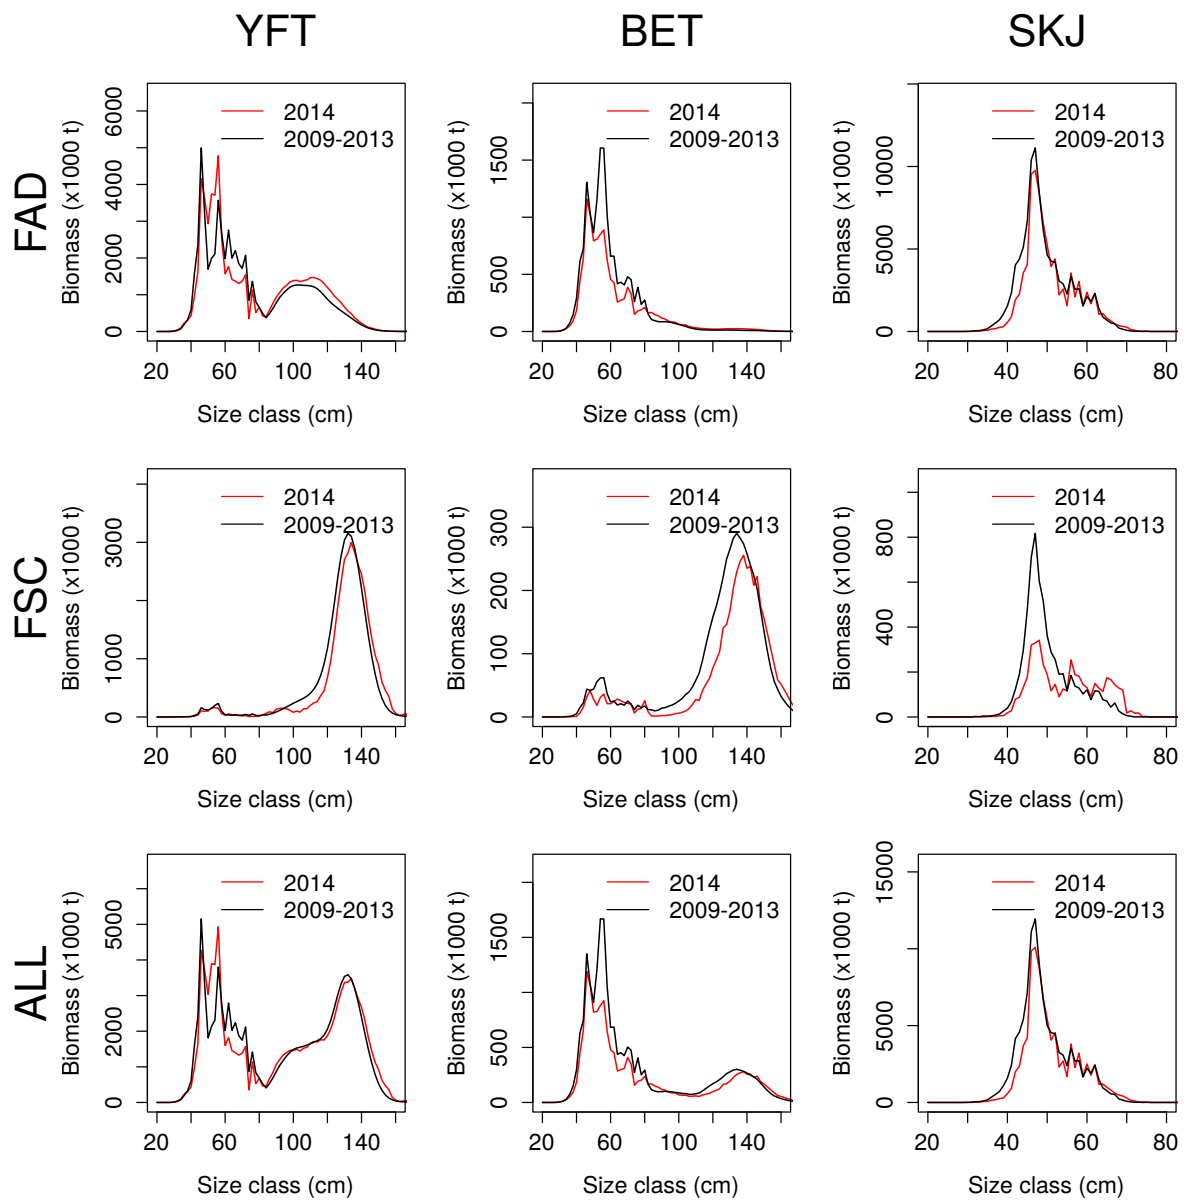 YFT BET SKJ
FAD
Biomass (x1000 t)
0 2000 4000 6000
2014
2009-2013
20 60 100 140
Size class (cm)
Biomass (x1000 t)
0 500 1500
2014
2009-2013
20 60 100 140
Size class (cm)
Biomass (x1000 t)
0 5000 10000
2014
2009-2013
20 40 60 80
Size class (cm)
FSC
Biomass (x1000 t)
0 1000 3000
2014
2009-2013
20 60 100 140
Size class (cm)
Biomass (x1000 t)
0 100 200 300
2014
2009-2013
20 60 100 140
Size class (cm)
Biomass (x1000 t)
0 400 800
2014
2009-2013
20 40 60 80
Size class (cm)
ALL
Biomass (x1000 t)
0 2000 5000
2014
2009-2013
20 60 100 140
Size class (cm)
Biomass (x1000 t)
0 500 1500
2014
2009-2013
20 60 100 140
Size class (cm)
Biomass (x1000 t)
0 5000 15000
2014
2009-2013
20 40 60 80
Size class (cm)